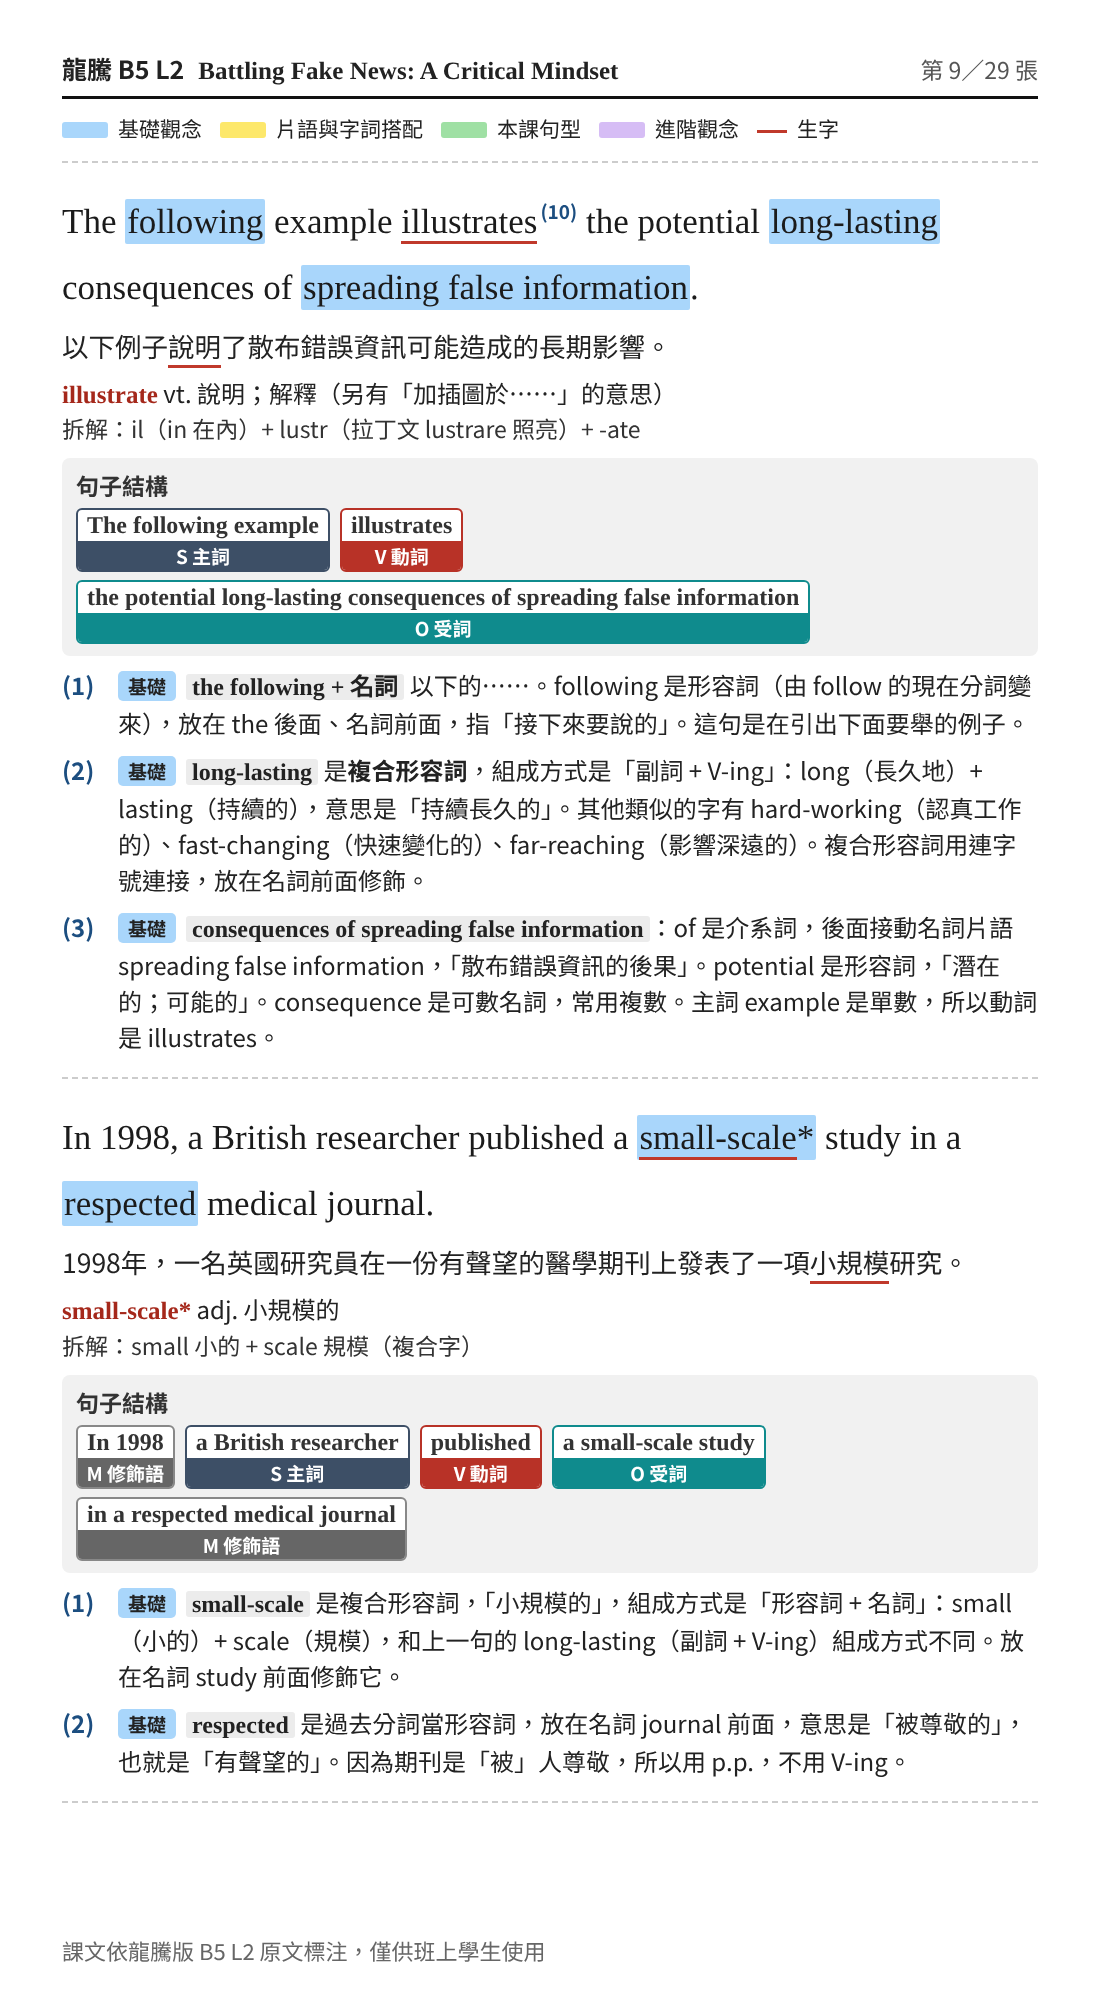 龍騰 B5 L2 Battling Fake News: A Critical Mindset 第 9／29 張
基礎觀念 片語與字詞搭配 本課句型 進階觀念 生字
The following example illustrates(10) the potential long-lasting
consequences of spreading false information.
以下例子說明了散布錯誤資訊可能造成的長期影響。
illustrate vt. 說明；解釋（另有「加插圖於⋯⋯」的意思）
拆解：il（in 在內）+ lustr（拉丁文 lustrare 照亮）+ -ate
句子結構
The following example illustrates
S 主詞 V 動詞
the potential long-lasting consequences of spreading false information
O 受詞
(1) 基礎 the following + 名詞 以下的⋯⋯。following 是形容詞（由 follow 的現在分詞變
來），放在 the 後面、名詞前面，指「接下來要說的」。這句是在引出下面要舉的例子。
(2) 基礎 long-lasting 是複合形容詞，組成方式是「副詞 + V-ing」：long（長久地）+
lasting（持續的），意思是「持續長久的」。其他類似的字有 hard-working（認真工作
的）、fast-changing（快速變化的）、far-reaching（影響深遠的）。複合形容詞用連字
號連接，放在名詞前面修飾。
(3) 基礎 consequences of spreading false information：of 是介系詞，後面接動名詞片語
spreading false information，「散布錯誤資訊的後果」。potential 是形容詞，「潛在
的；可能的」。consequence 是可數名詞，常用複數。主詞 example 是單數，所以動詞
是 illustrates。
In 1998, a British researcher published a small-scale* study in a
respected medical journal.
1998年，一名英國研究員在一份有聲望的醫學期刊上發表了一項小規模研究。
small-scale* adj. 小規模的
拆解：small 小的 + scale 規模（複合字）
句子結構
In 1998 a British researcher published a small-scale study
M 修飾語 S 主詞 V 動詞 O 受詞
in a respected medical journal
M 修飾語
(1) 基礎 small-scale 是複合形容詞，「小規模的」，組成方式是「形容詞 + 名詞」：small
（小的）+ scale（規模），和上一句的 long-lasting（副詞 + V-ing）組成方式不同。放
在名詞 study 前面修飾它。
(2) 基礎 respected 是過去分詞當形容詞，放在名詞 journal 前面，意思是「被尊敬的」，
也就是「有聲望的」。因為期刊是「被」人尊敬，所以用 p.p.，不用 V-ing。
課文依龍騰版 B5 L2 原文標注，僅供班上學生使用